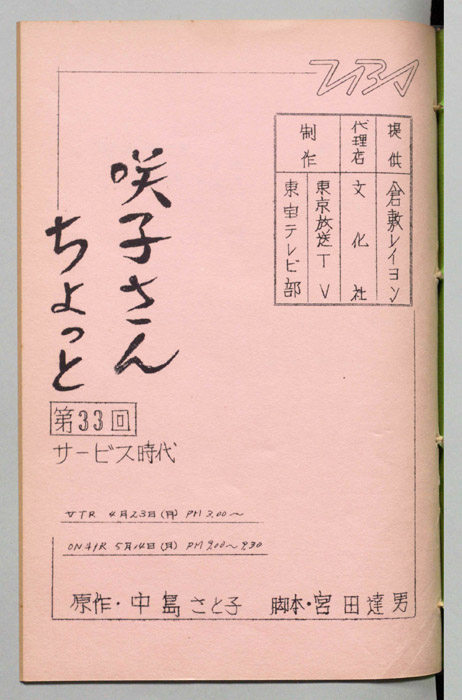 TBS
提供 倉敷レイヨン
代理店 文化社
制作 東京放送TV
東宝テレビ部
咲子さん
ちょっと
第33回
サービス時代
VTR 4月23日(月) PM 3.00〜
ON AIR 5月14日(月) PM 9.00〜9.30
原作・中島さと子 脚本・宮田達男